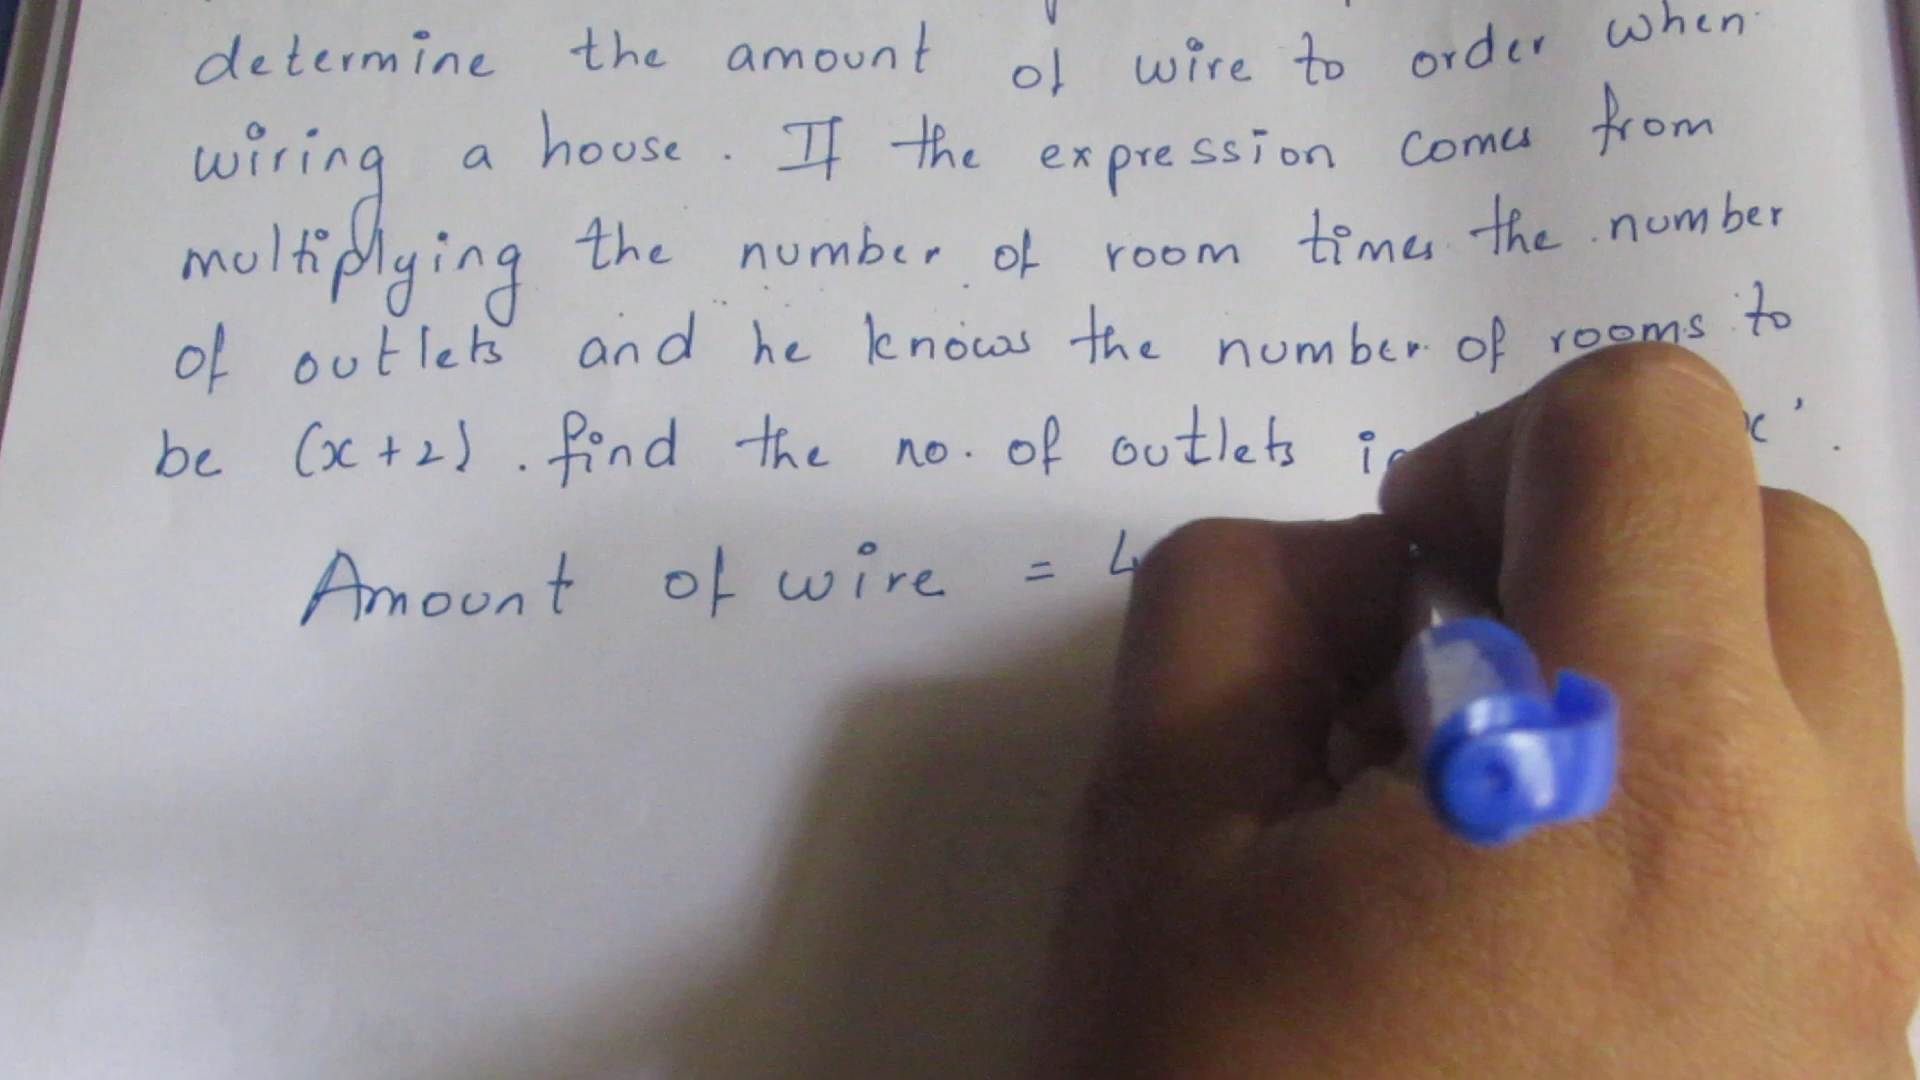 determine the amount of wire to order when
wiring a house. If the expression comes from
multiplying the number of room times the number
of outlets and he knows the number of rooms to
be (x+2). find the no. of outlets in x'.
Amount of wire = 4